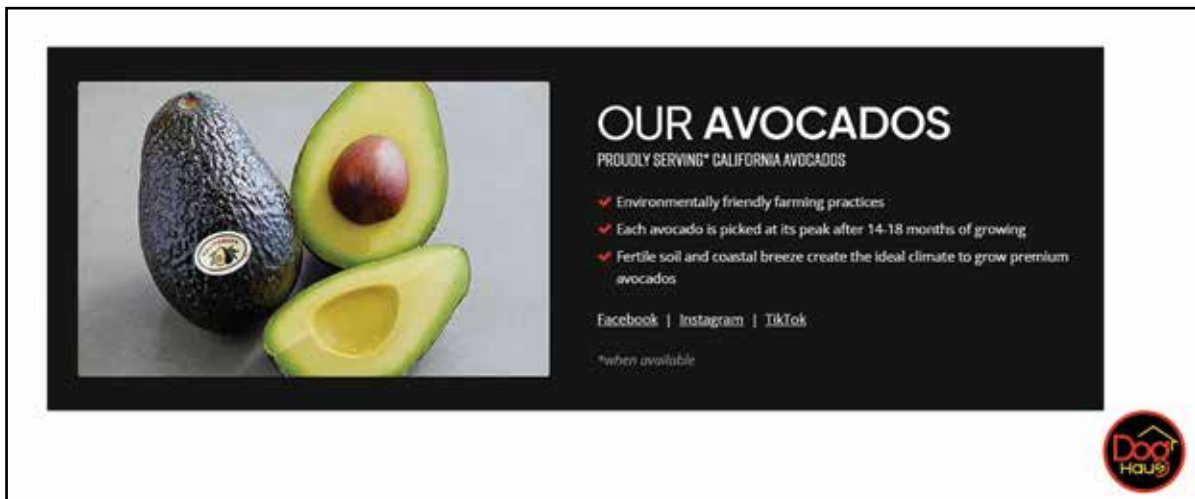 OUR AVOCADOS
PROUDLY SERVING* CALIFORNIA AVOCADOS
Environmentally friendly farming practices
Each avocado is picked at its peak after 14-18 months of growing
Fertile soil and coastal breeze create the ideal climate to grow premium
avocados
Facebook | Instagram | TikTok
*when available
Dog
HAUS